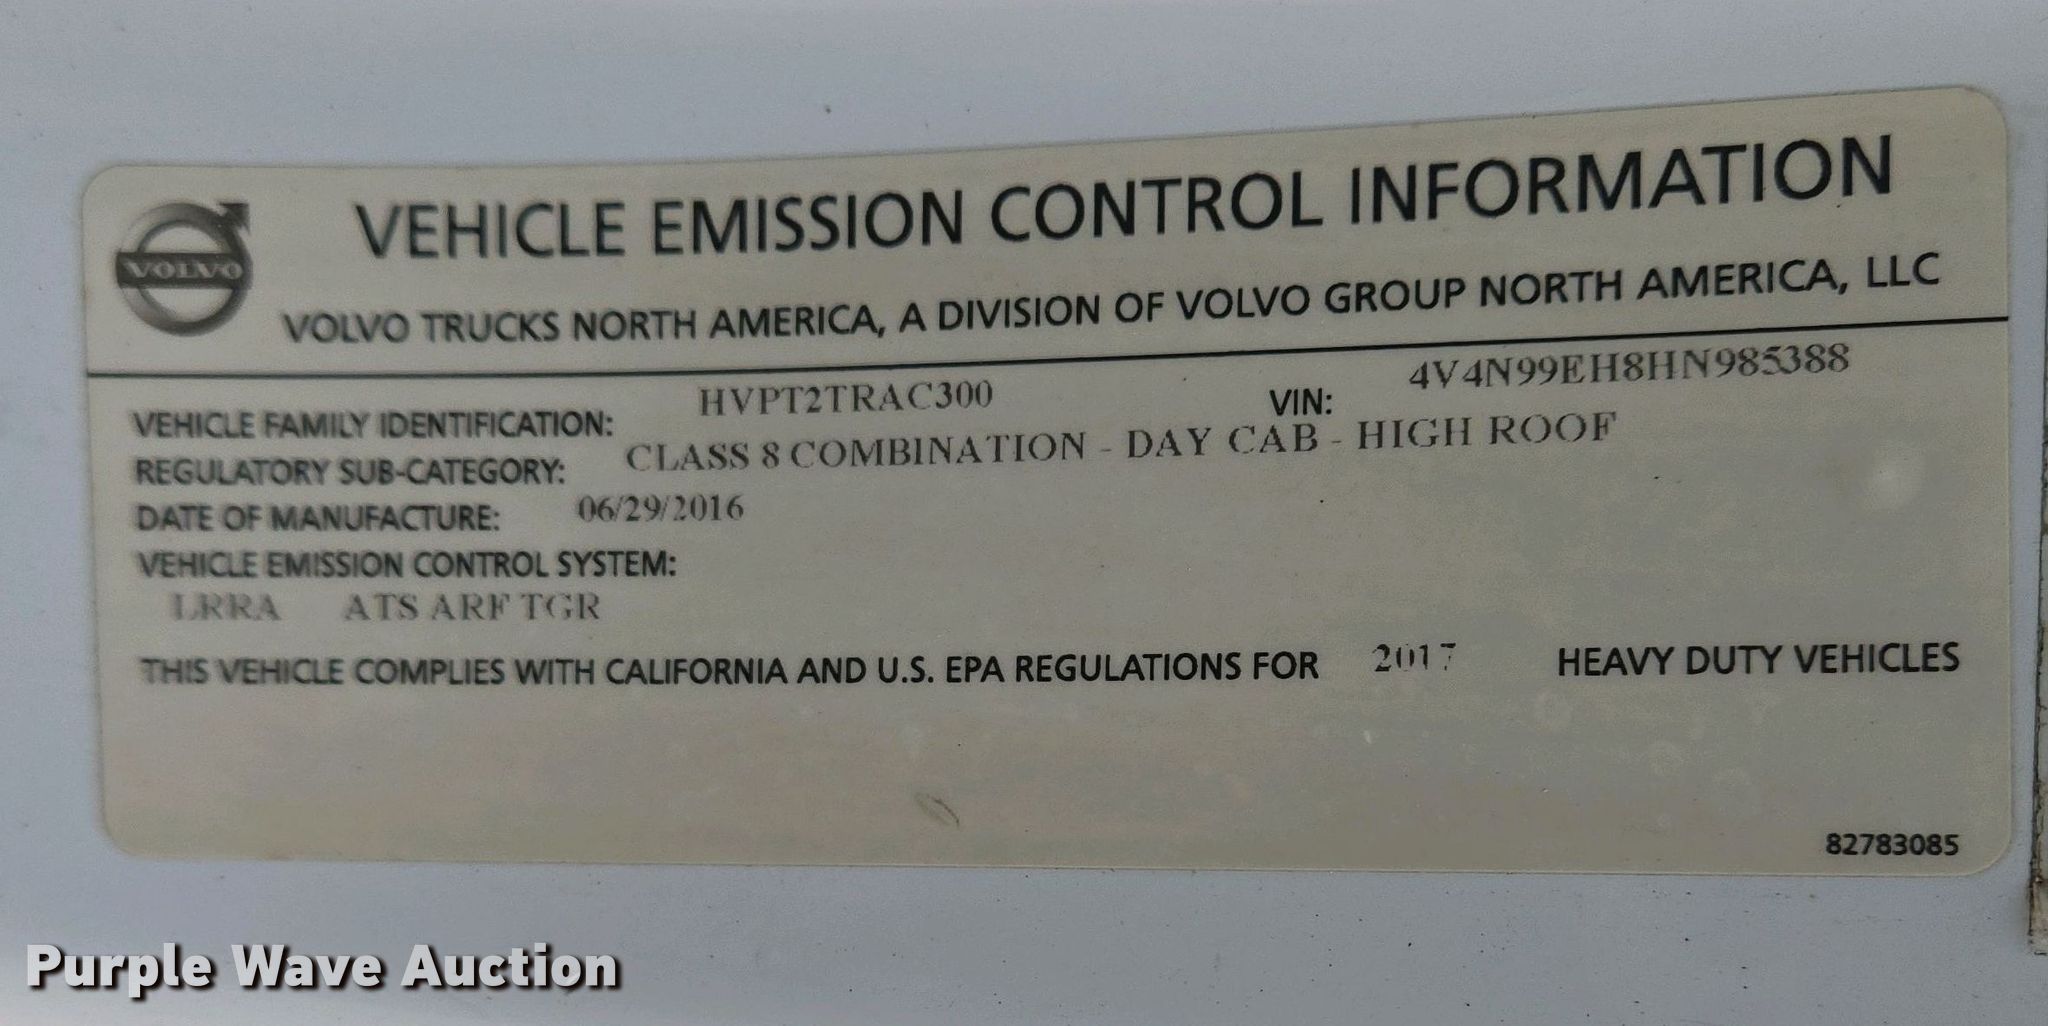 VEHICLE EMISSION CONTROL INFORMATION
VOLVO
VOLVO TRUCKS NORTH AMERICA, A DIVISION OF VOLVO GROUP NORTH AMERICA, LLC
VEHICLE FAMILY IDENTIFICATION: HVPT2TRAC300 VIN: 4V4N99EH8HN985388
REGULATORY SUB-CATEGORY: CLASS 8 COMBINATION - DAY CAB - HIGH ROOF
DATE OF MANUFACTURE: 06/29/2016
VEHICLE EMISSION CONTROL SYSTEM:
LRRA ATS ARF TGR
THIS VEHICLE COMPLIES WITH CALIFORNIA AND U.S. EPA REGULATIONS FOR 2017 HEAVY DUTY VEHICLES
82783085
Purple Wave Auction